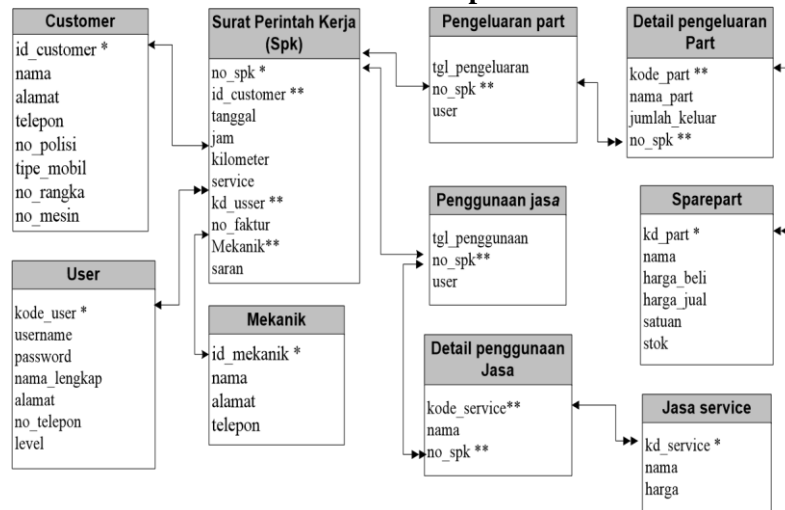 Customer
id_customer *
nama
alamat
telepon
no_polisi
tipe_mobil
no_rangka
no_mesin
Surat Perintah Kerja
(Spk)
no_spk *
id_customer **
tanggal
jam
kilometer
service
kd_usser **
no_faktur
Mekanik**
saran
Pengeluaran part
tgl_pengeluaran
no_spk **
user
Detail pengeluaran
Part
kode_part **
nama_part
jumlah_keluar
no_spk **
User
kode_user *
username
password
nama_lengkap
alamat
no_telepon
level
Mekanik
id_mekanik *
nama
alamat
telepon
Penggunaan jasa
tgl_penggunaan
no_spk**
user
Sparepart
kd_part *
nama
harga_beli
harga_jual
satuan
stok
Detail penggunaan
Jasa
kode_service**
nama
no_spk **
Jasa service
kd_service *
nama
harga